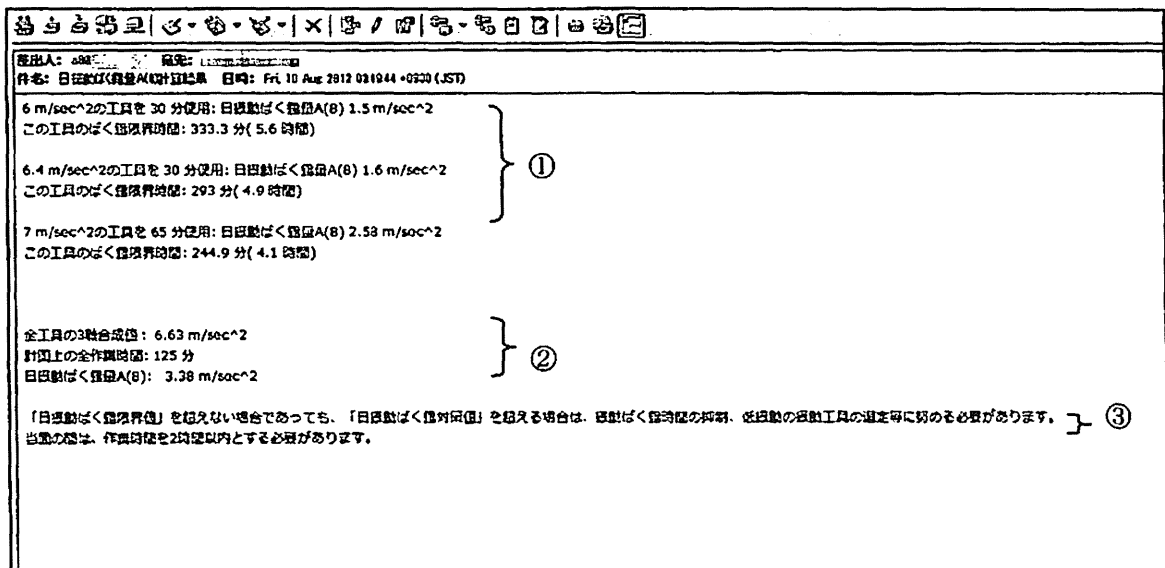 差出人: a88 宛先:
件名: 日振動ばく露量A(8)計算結果 日時: Fri, 10 Aug 2012 03:19:44 +0900 (JST)
6 m/sec^2の工具を 30 分使用: 日振動ばく露量A(8) 1.5 m/sec^2
この工具のばく露限界時間: 333.3 分( 5.6 時間)
6.4 m/sec^2の工具を 30 分使用: 日振動ばく露量A(8) 1.6 m/sec^2
この工具のばく露限界時間: 293 分( 4.9 時間)
①
7 m/sec^2の工具を 65 分使用: 日振動ばく露量A(8) 2.58 m/sec^2
この工具のばく露限界時間: 244.9 分( 4.1 時間)
全工具の3軸合成値: 6.63 m/sec^2
計画上の全作業時間: 125 分
日振動ばく露量A(8): 3.38 m/sec^2
②
「日振動ばく露限界値」を超えない場合であっても、「日振動ばく露対策値」を超える場合は、振動ばく露時間の抑制、低振動の振動工具の選定等に努める必要があります。
当面の間は、作業時間を2時間以内とする必要があります。
③